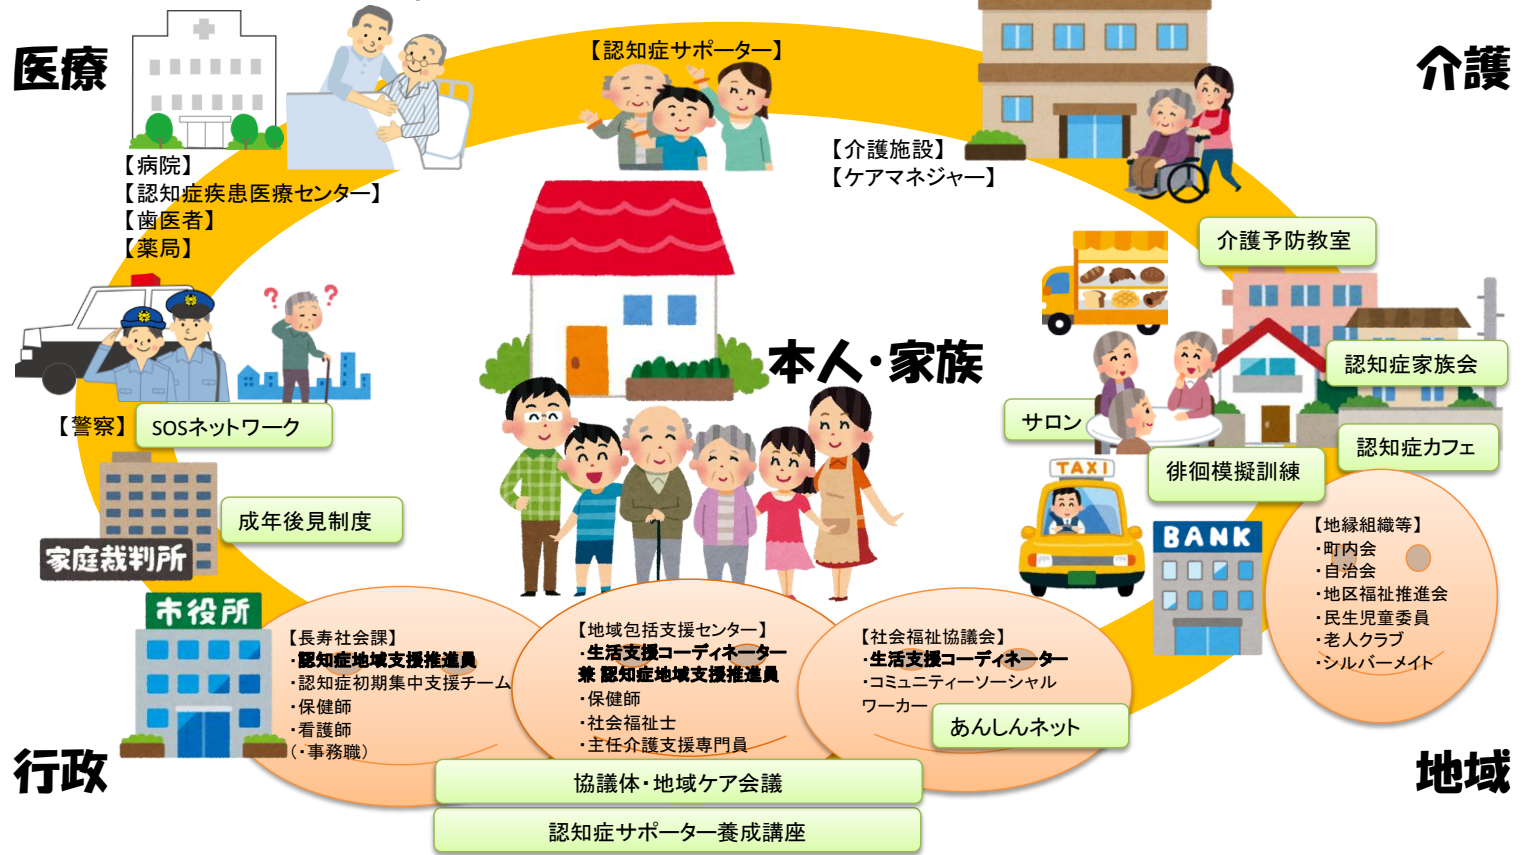 医療
【認知症サポーター】
介護
【病院】
【認知症疾患医療センター】
【歯医者】
【薬局】
【介護施設】
【ケアマネジャー】
介護予防教室
?
?
本人・家族
認知症家族会
サロン
【警察】
SOSネットワーク
認知症カフェ
徘徊模擬訓練
TAXI
成年後見制度
家庭裁判所
BANK
【地縁組織等】
・町内会
・自治会
・地区福祉推進会
・民生児童委員
・老人クラブ
・シルバーメイト
市役所
【長寿社会課】
・認知症地域支援推進員
・認知症初期集中支援チーム
・保健師
・看護師
(・事務職)
【地域包括支援センター】
・生活支援コーディネーター
兼 認知症地域支援推進員
・保健師
・社会福祉士
・主任介護支援専門員
【社会福祉協議会】
・生活支援コーディネーター
・コミュニティーソーシャル
ワーカー
あんしんネット
行政
地域
協議体・地域ケア会議
認知症サポーター養成講座